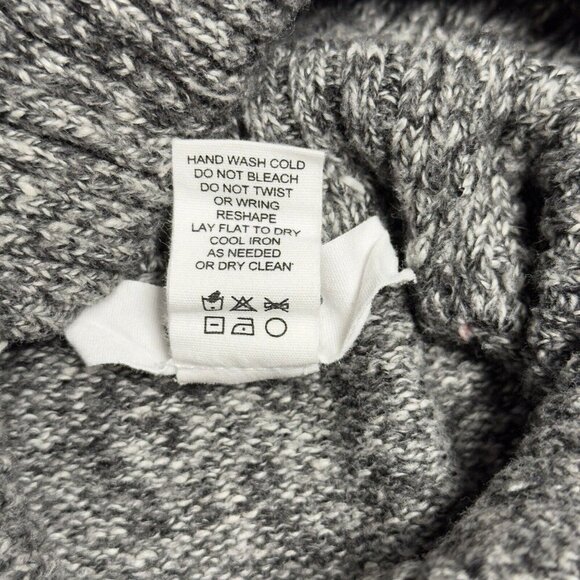 HAND WASH COLD
DO NOT BLEACH
DO NOT TWIST
OR WRING
RESHAPE
LAY FLAT TO DRY
COOL IRON
AS NEEDED
OR DRY CLEAN